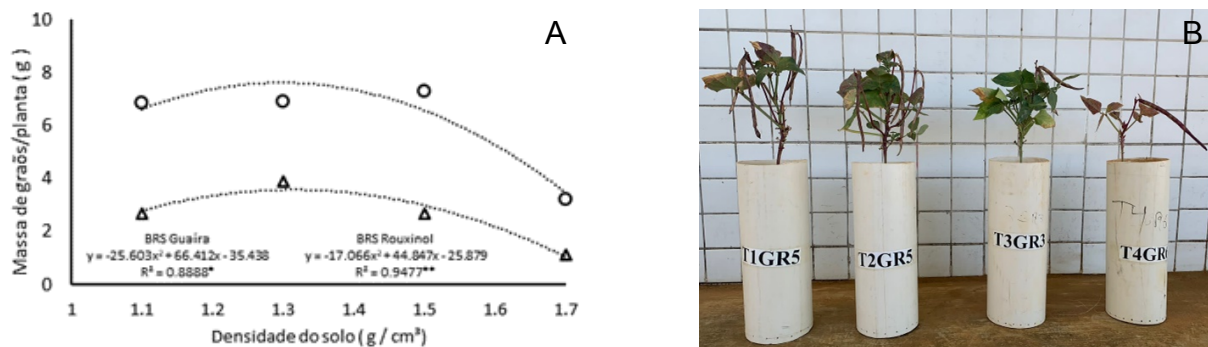 A
Massa de grãos/planta ( g )
10
8
6
4
2
0
BRS Guaíra
y = -25.603x² + 66.412x - 35.438
R² = 0.8888*
BRS Rouxinol
y = -17.066x² + 44.847x - 25.879
R² = 0.9477**
1 1.1 1.2 1.3 1.4 1.5 1.6 1.7
Densidade do solo ( g / cm³)
B
T1GR5
T2GR5
T3GR3
T4GR6